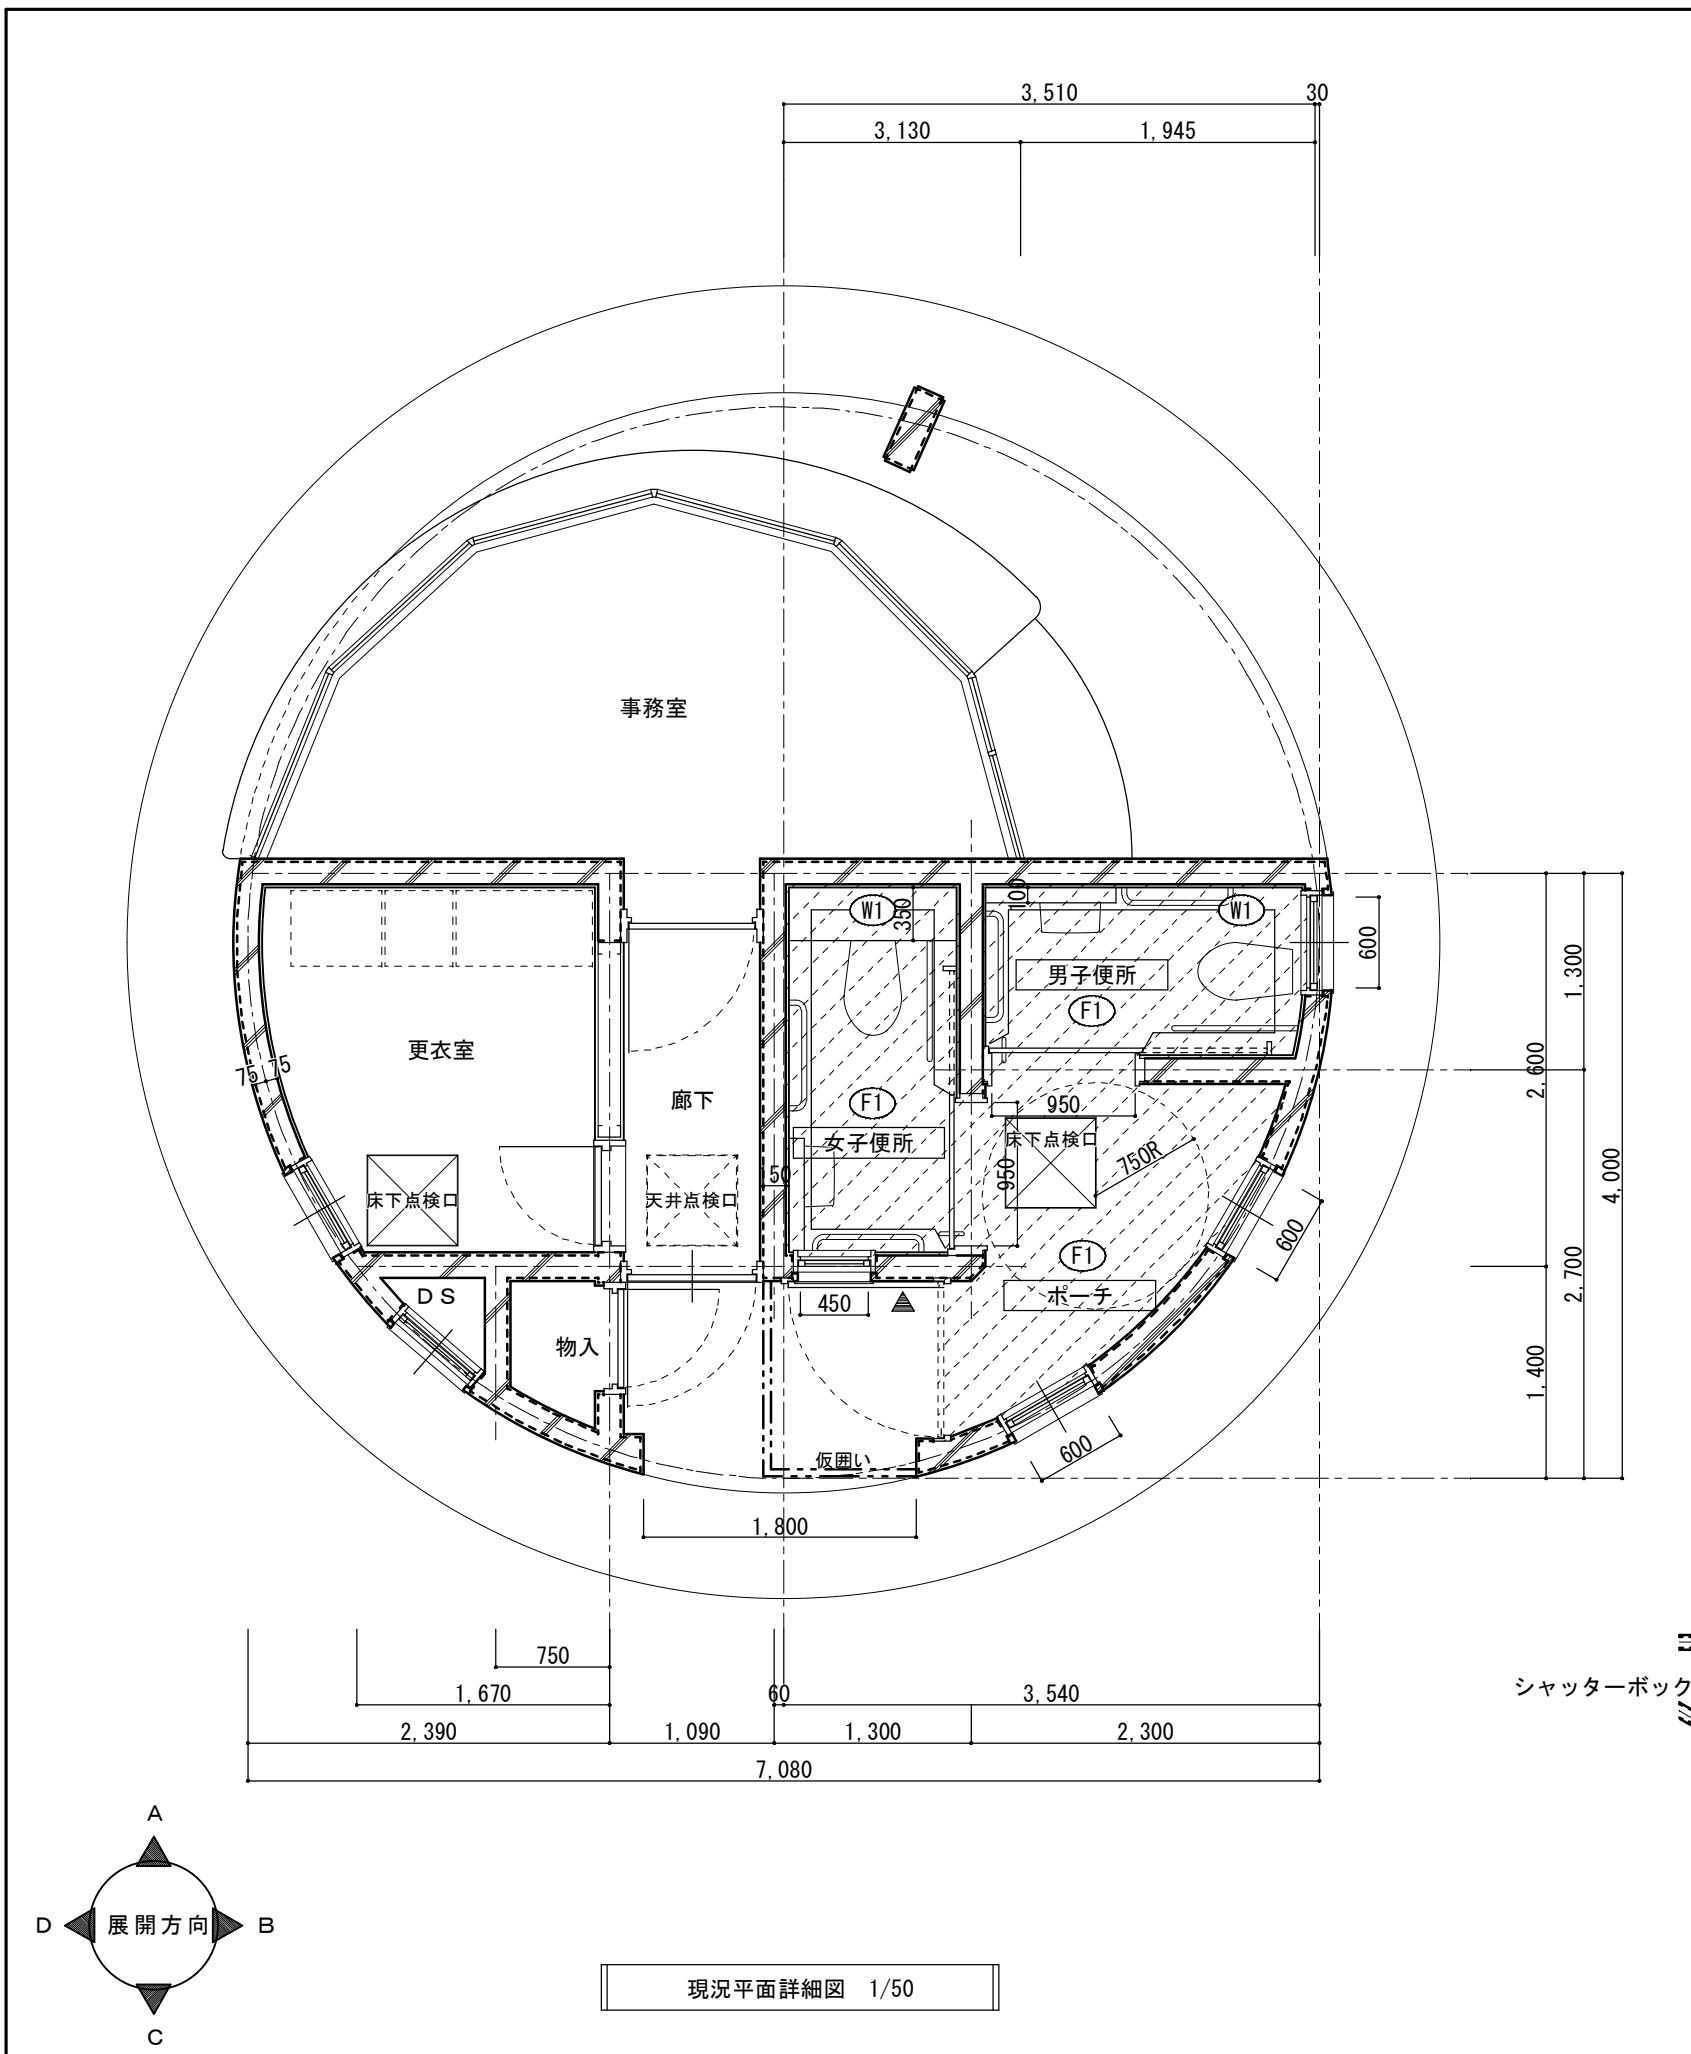 3,510
30
3,130
1,945
事務室
W1
350
100
W1
600
男子便所
F1
1,300
更衣室
75
75
廊下
F1
950
2,600
女子便所
床下点検口
750R
950
150
4,000
床下点検口
天井点検口
600
F1
2,700
DS
450
ポーチ
物入
1,400
仮囲い
600
1,800
750
シャッターボック
1,670
60
3,540
2,390
1,090
1,300
2,300
7,080
A
D
展開方向
B
現況平面詳細図 1/50
C